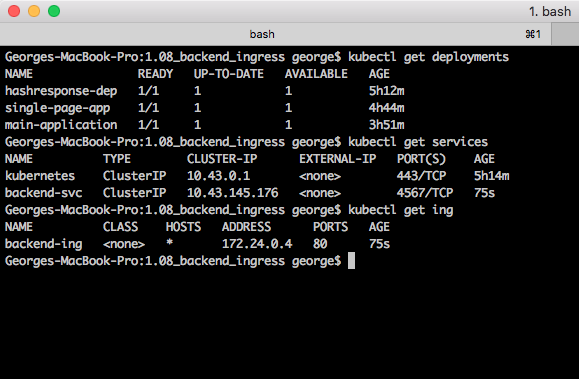 1. bash
bash ⌘1
Georges-MacBook-Pro:1.08_backend_ingress george$ kubectl get deployments
NAME READY UP-TO-DATE AVAILABLE AGE
hashresponse-dep 1/1 1 1 5h12m
single-page-app 1/1 1 1 4h44m
main-application 1/1 1 1 3h51m
Georges-MacBook-Pro:1.08_backend_ingress george$ kubectl get services
NAME TYPE CLUSTER-IP EXTERNAL-IP PORT(S) AGE
kubernetes ClusterIP 10.43.0.1 <none> 443/TCP 5h14m
backend-svc ClusterIP 10.43.145.176 <none> 4567/TCP 75s
Georges-MacBook-Pro:1.08_backend_ingress george$ kubectl get ing
NAME CLASS HOSTS ADDRESS PORTS AGE
backend-ing <none> * 172.24.0.4 80 75s
Georges-MacBook-Pro:1.08_backend_ingress george$